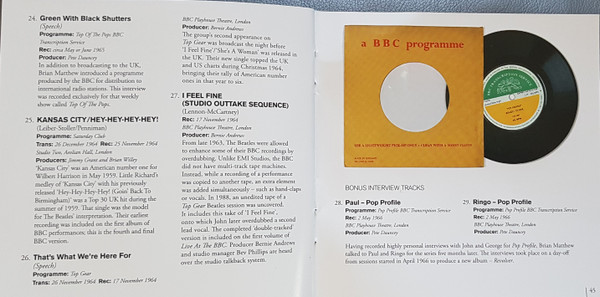 24. Green With Black Shutters
(Speech)
Programme: Top Of The Pops BBC
Transcription Service
Rec: circa May or June 1965
Producer: Pete Dauncey
In addition to broadcasting to the UK,
Brian Matthew introduced a programme
produced by the BBC for distribution to
international radio stations. This interview
was recorded exclusively for that weekly
show called Top Of The Pops.
25. KANSAS CITY/HEY-HEY-HEY-HEY!
(Leiber-Stoller/Penniman)
Programme: Saturday Club
Trans: 26 December 1964 Rec: 25 November 1964
Studio Two, Aeolian Hall, London
Producers: Jimmy Grant and Brian Willey
'Kansas City' was an American number one for
Wilbert Harrison in May 1959. Little Richard's
medley of 'Kansas City' with his previously
released 'Hey-Hey-Hey-Hey! (Goin' Back To
Birmingham)' was a Top 30 UK hit during the
summer of 1959. That single was the model
for The Beatles' interpretation. Their earliest
recording was included on the first album of
BBC performances; this is the fourth and final
BBC version.
26. That's What We're Here For
(Speech)
Programme: Top Gear
Trans: 26 November 1964 Rec: 17 November 1964
BBC Playhouse Theatre, London
Producer: Bernie Andrews
The group's second appearance on
Top Gear was broadcast the night before
'I Feel Fine'/'She's A Woman' was released in
the UK. Their new single topped the UK
and US charts during Christmas 1964,
bringing their tally of American number
ones in that year to six.
27. I FEEL FINE
(STUDIO OUTTAKE SEQUENCE)
(Lennon-McCartney)
Rec: 17 November 1964
BBC Playhouse Theatre, London
Producer: Bernie Andrews
From late 1963, The Beatles were allowed
to enhance some of their BBC recordings by
overdubbing. Unlike EMI Studios, the BBC
did not have multi-track tape machines.
Instead, while a recording of a performance
was copied to another tape, an extra element
was added simultaneously – such as hand-claps
or vocals. In 1988, an unedited tape of a
Top Gear Beatles session was uncovered.
It includes this take of 'I Feel Fine',
onto which John later overdubbed a second
lead vocal. The completed 'double tracked'
version is included on the first volume of
Live At The BBC. Producer Bernie Andrews
and studio manager Bev Phillips are heard
over the studio talkback system.
a BBC programme
BONUS INTERVIEW TRACKS
28. Paul – Pop Profile
Programme: Pop Profile BBC Transcription Service
Rec: 2 May 1966
BBC Playhouse Theatre, London
Producer: Pete Dauncey
29. Ringo – Pop Profile
Programme: Pop Profile BBC Transcription Service
Rec: 2 May 1966
BBC Playhouse Theatre, London
Producer: Pete Dauncey
Having recorded highly personal interviews with John and George for Pop Profile, Brian Matthew
talked to Paul and Ringo for the series five months later. The interviews took place on a day-off
from sessions started in April 1966 to produce a new album – Revolver.
45